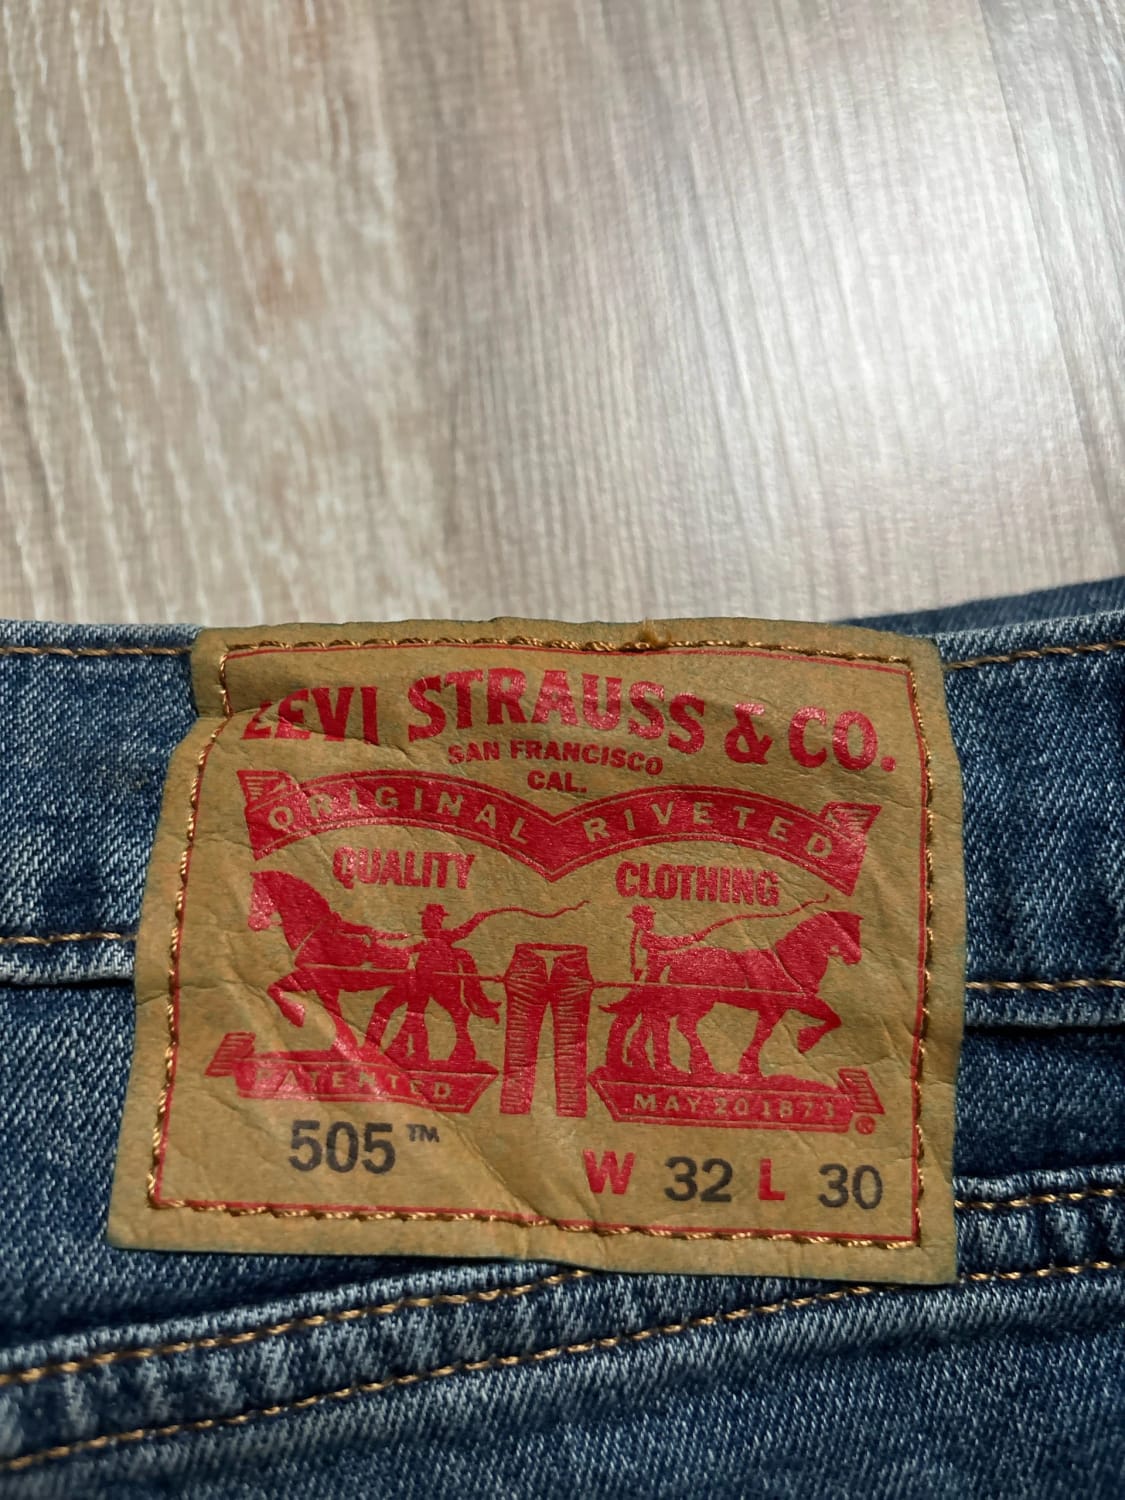 LEVI STRAUSS & CO.
SAN FRANCISCO
CAL.
ORIGINAL RIVETED
QUALITY CLOTHING
PATENTED MAY 20 1873 ®
505™ W 32 L 30